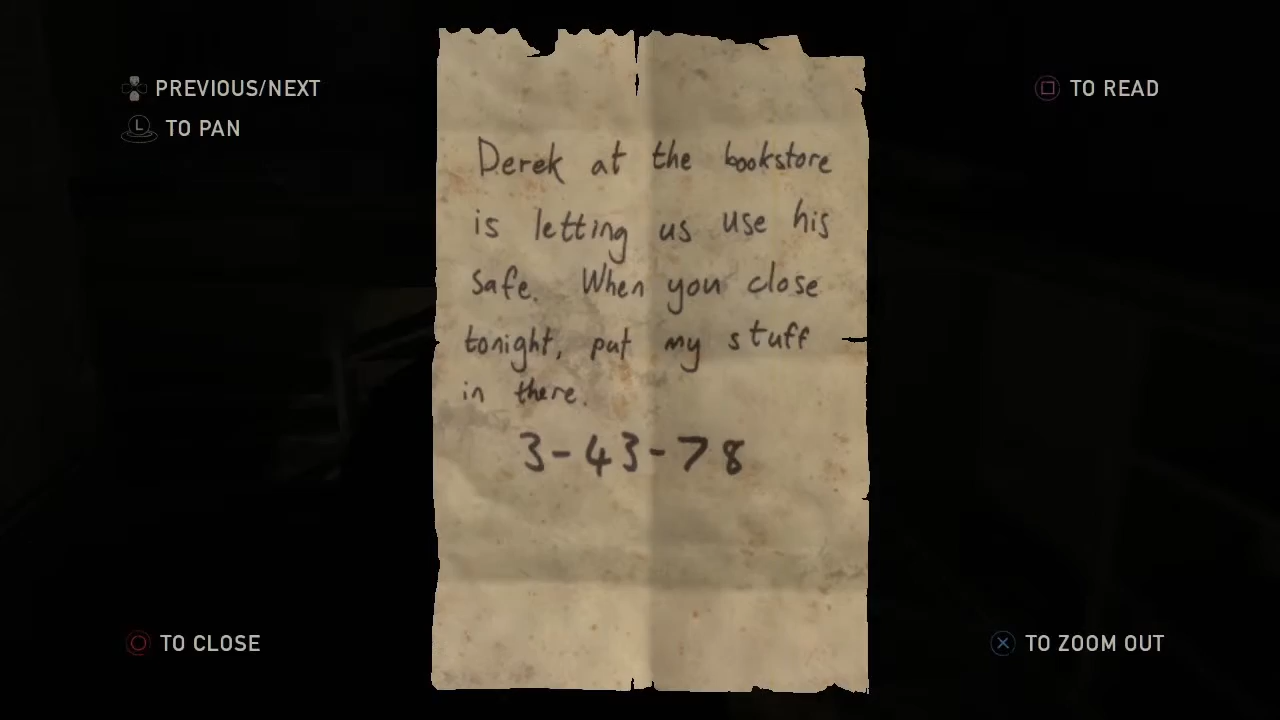 PREVIOUS/NEXT
L TO PAN
TO READ
Derek at the bookstore
is letting us use his
safe. When you close
tonight, put my stuff
in there.
3-43-78
TO CLOSE
TO ZOOM OUT